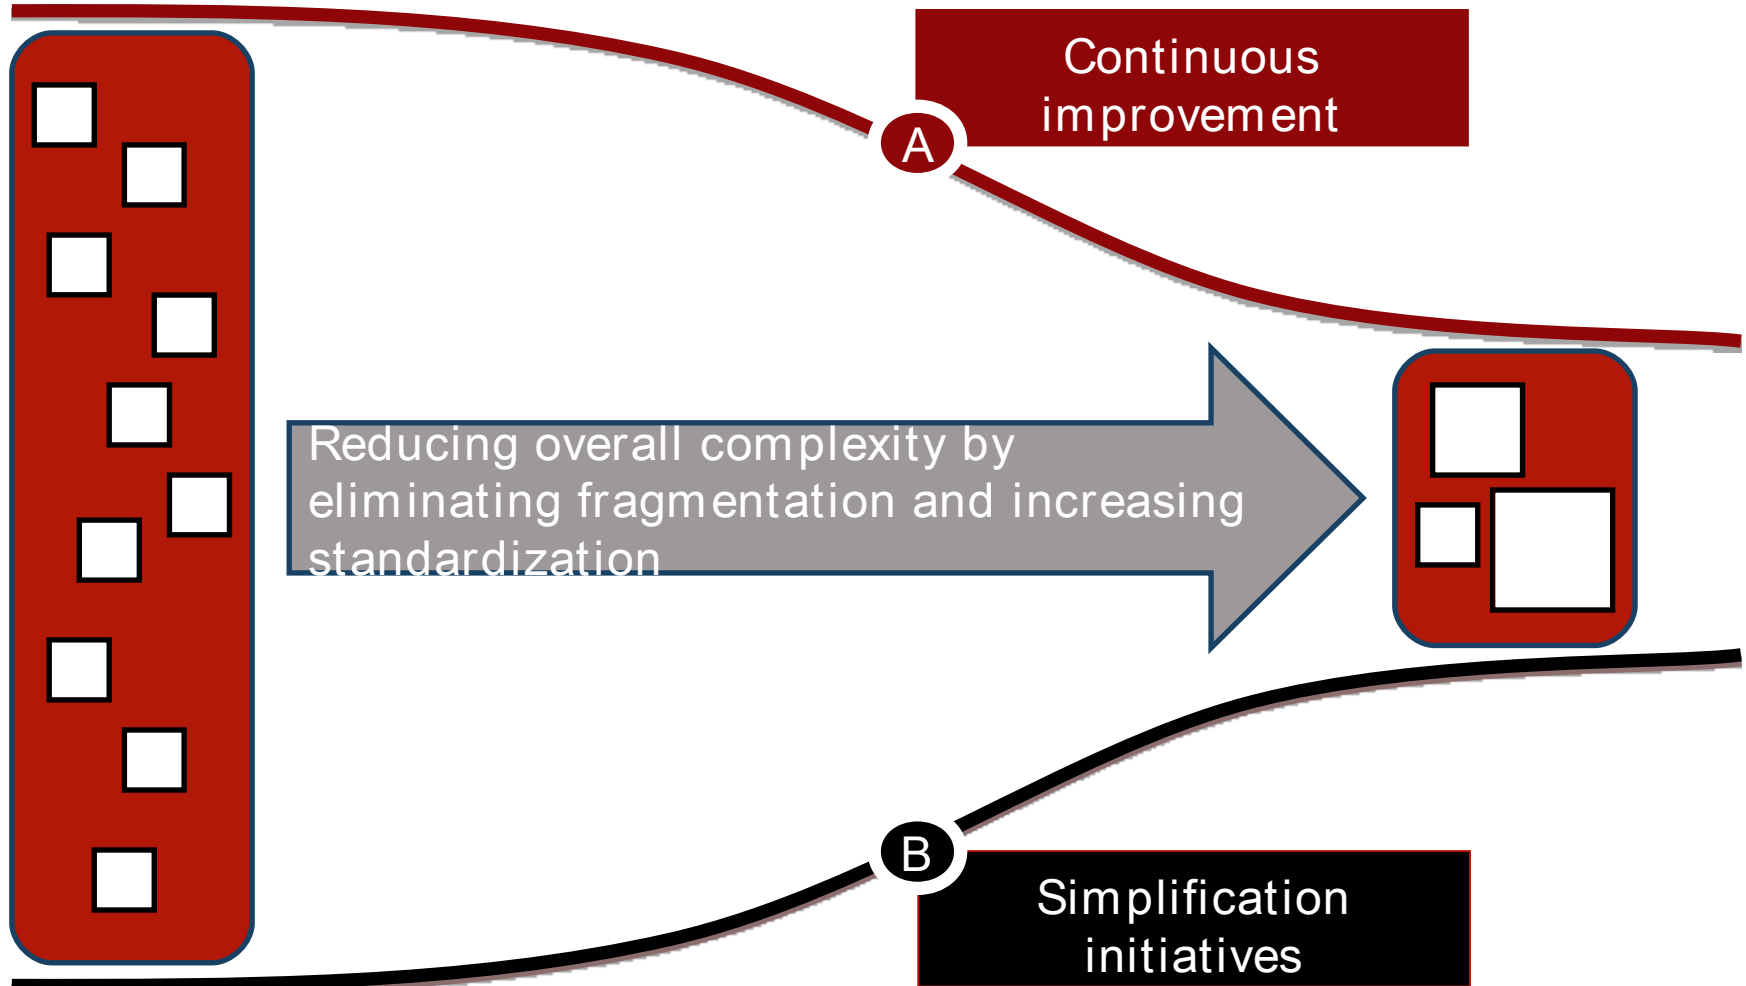 Continuous
improvement
A
Reducing overall complexity by
eliminating fragmentation and increasing
standardization
B
Simplification
initiatives